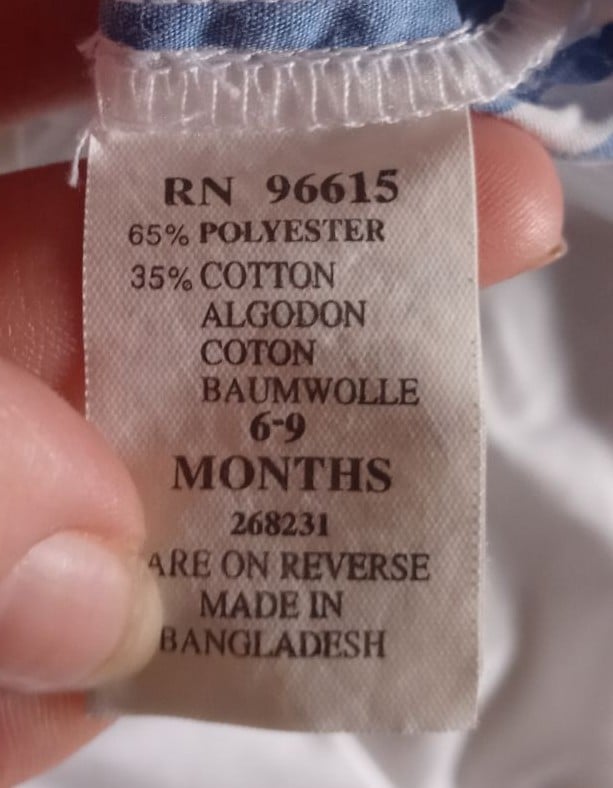 RN 96615
65% POLYESTER
35% COTTON
ALGODON
COTON
BAUMWOLLE
6-9
MONTHS
268231
ARE ON REVERSE
MADE IN
BANGLADESH